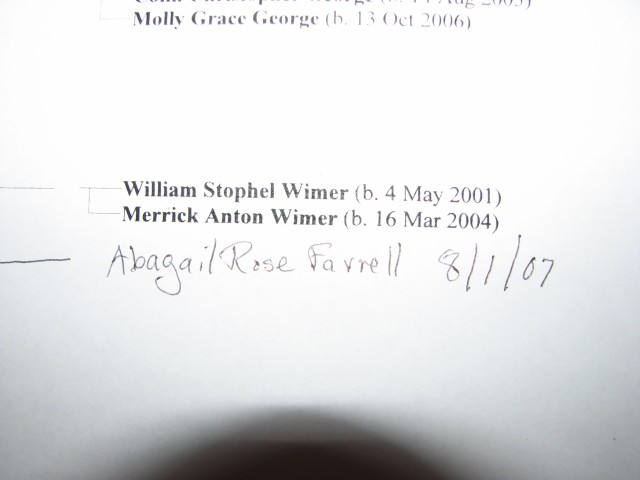 Molly Grace George (b. 13 Oct 2006)
William Stophel Wimer (b. 4 May 2001)
Merrick Anton Wimer (b. 16 Mar 2004)
Abagail Rose Farrell 8/1/07